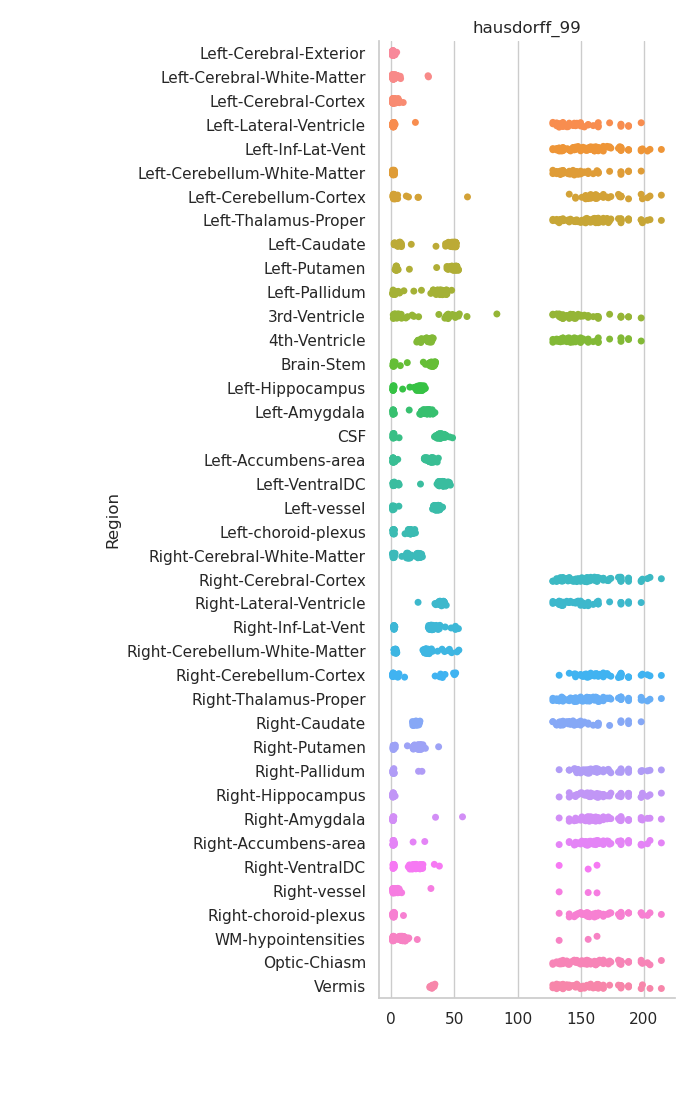 hausdorff_99
Left-Cerebral-Exterior
Left-Cerebral-White-Matter
Left-Cerebral-Cortex
Left-Lateral-Ventricle
Left-Inf-Lat-Vent
Left-Cerebellum-White-Matter
Left-Cerebellum-Cortex
Left-Thalamus-Proper
Left-Caudate
Left-Putamen
Left-Pallidum
3rd-Ventricle
4th-Ventricle
Brain-Stem
Left-Hippocampus
Left-Amygdala
CSF
Left-Accumbens-area
Left-VentralDC
Left-vessel
Left-choroid-plexus
Right-Cerebral-White-Matter
Right-Cerebral-Cortex
Right-Lateral-Ventricle
Right-Inf-Lat-Vent
Right-Cerebellum-White-Matter
Right-Cerebellum-Cortex
Right-Thalamus-Proper
Right-Caudate
Right-Putamen
Right-Pallidum
Right-Hippocampus
Right-Amygdala
Right-Accumbens-area
Right-VentralDC
Right-vessel
Right-choroid-plexus
WM-hypointensities
Optic-Chiasm
Vermis
Region
0 50 100 150 200